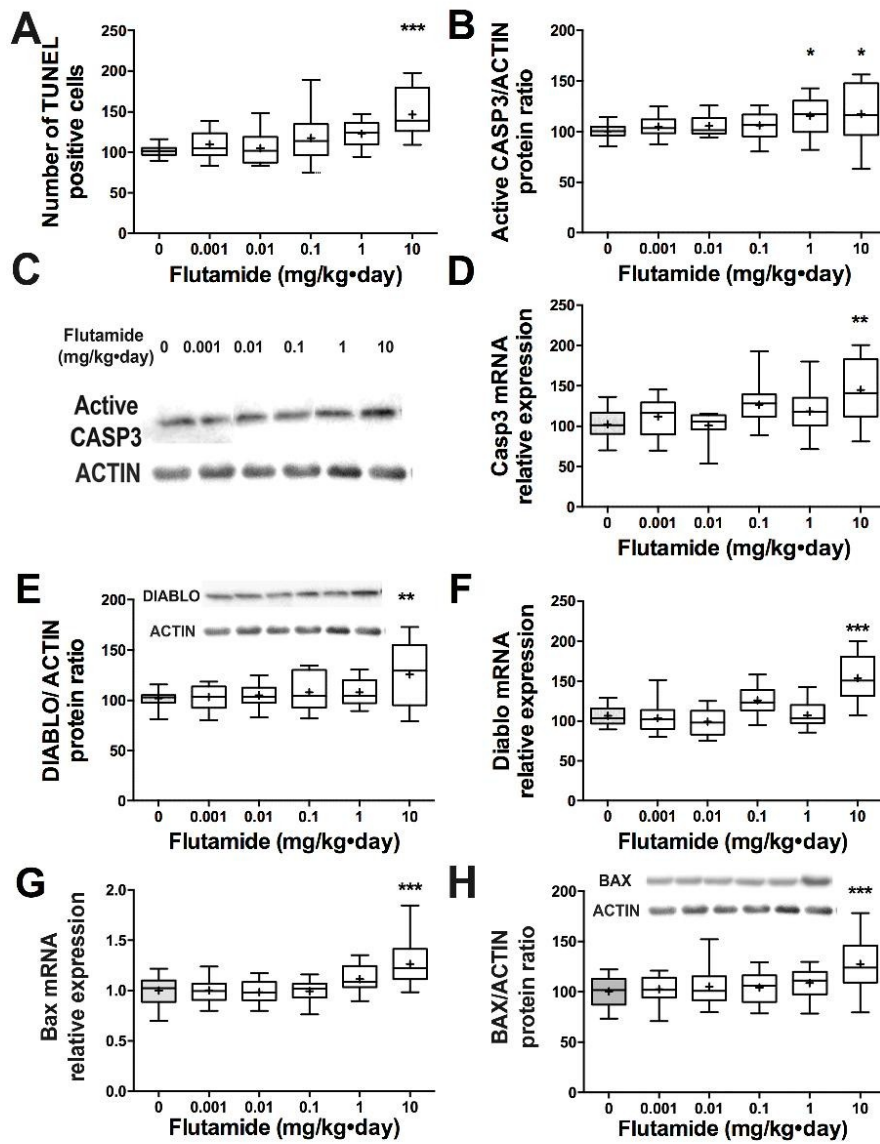 A
Number of TUNEL
positive cells
250
200
150
100
50
0
***
0 0.001 0.01 0.1 1 10
Flutamide (mg/kg•day)
B
Active CASP3/ACTIN
protein ratio
200
150
100
50
0
* *
0 0.001 0.01 0.1 1 10
Flutamide (mg/kg•day)
C
Flutamide
(mg/kg•day) 0 0.001 0.01 0.1 1 10
Active
CASP3
ACTIN
D
Casp3 mRNA
relative expression
250
200
150
100
50
0
**
0 0.001 0.01 0.1 1 10
Flutamide (mg/kg•day)
E
DIABLO/ ACTIN
protein ratio
200
150
100
50
0
DIABLO
ACTIN
**
0 0.001 0.01 0.1 1 10
Flutamide (mg/kg•day)
F
Diablo mRNA
relative expression
250
200
150
100
50
0
***
0 0.001 0.01 0.1 1 10
Flutamide (mg/kg•day)
G
Bax mRNA
relative expression
2.0
1.5
1.0
0.5
0.0
***
0 0.001 0.01 0.1 1 10
Flutamide (mg/kg•day)
H
BAX/ACTIN
protein ratio
200
150
100
50
0
BAX
ACTIN
***
0 0.001 0.01 0.1 1 10
Flutamide (mg/kg•day)